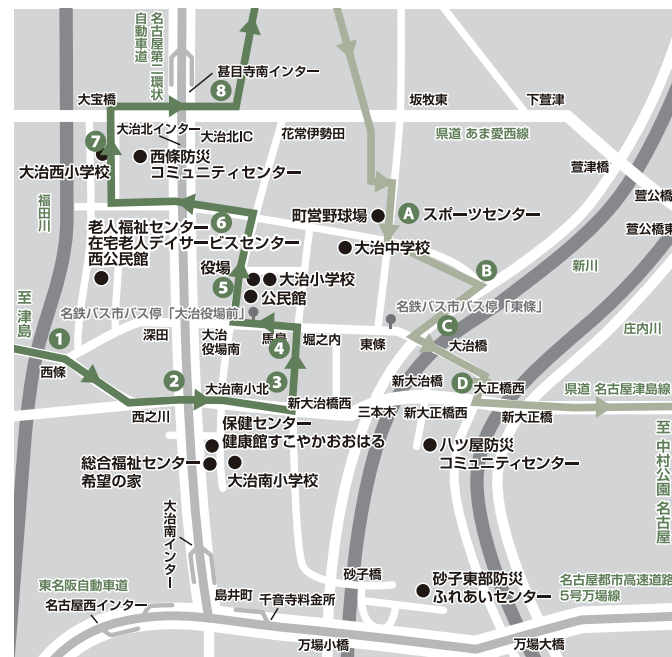 名古屋第二環状
自動車道
甚目寺南インター
8
大宝橋
坂牧東
下萱津
大治北インター
大治北IC
花常伊勢田
県道 あま愛西線
7
西條防災
コミュニティセンター
大治西小学校
萱津橋
萱公橋
萱公橋東
福田川
町営野球場
A
スポーツセンター
6
老人福祉センター
在宅老人デイサービスセンター
西公民館
大治中学校
B
新川
役場
5
大治小学校
公民館
至 津島
名鉄バス市バス停「大治役場前」
名鉄バス市バス停「東條」
庄内川
1
深田
大治
役場南
馬島
堀之内
東條
C
大治橋
4
西條
2
大治南小北
3
新大治橋
D
大正橋西
県道 名古屋津島線
西之川
新大治橋西
三本木
新大正橋西
新大正橋
保健センター
健康館すこやかおおはる
八ツ屋防災
コミュニティセンター
総合福祉センター
希望の家
大治南小学校
至 中村公園 名古屋
大治南インター
砂子橋
砂子東部防災
ふれあいセンター
名古屋都市高速道路
5号万場線
東名阪自動車道
名古屋西インター
島井町
千音寺料金所
万場小橋
万場大橋